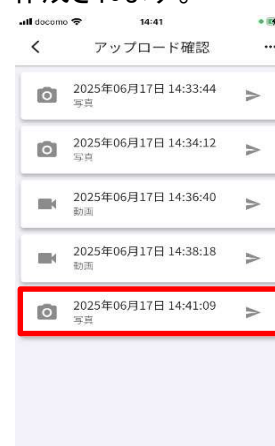 作成されます。
docomo 14:41
アップロード確認
2025年06月17日 14:33:44
写真
2025年06月17日 14:34:12
写真
2025年06月17日 14:36:40
動画
2025年06月17日 14:38:18
動画
2025年06月17日 14:41:09
写真